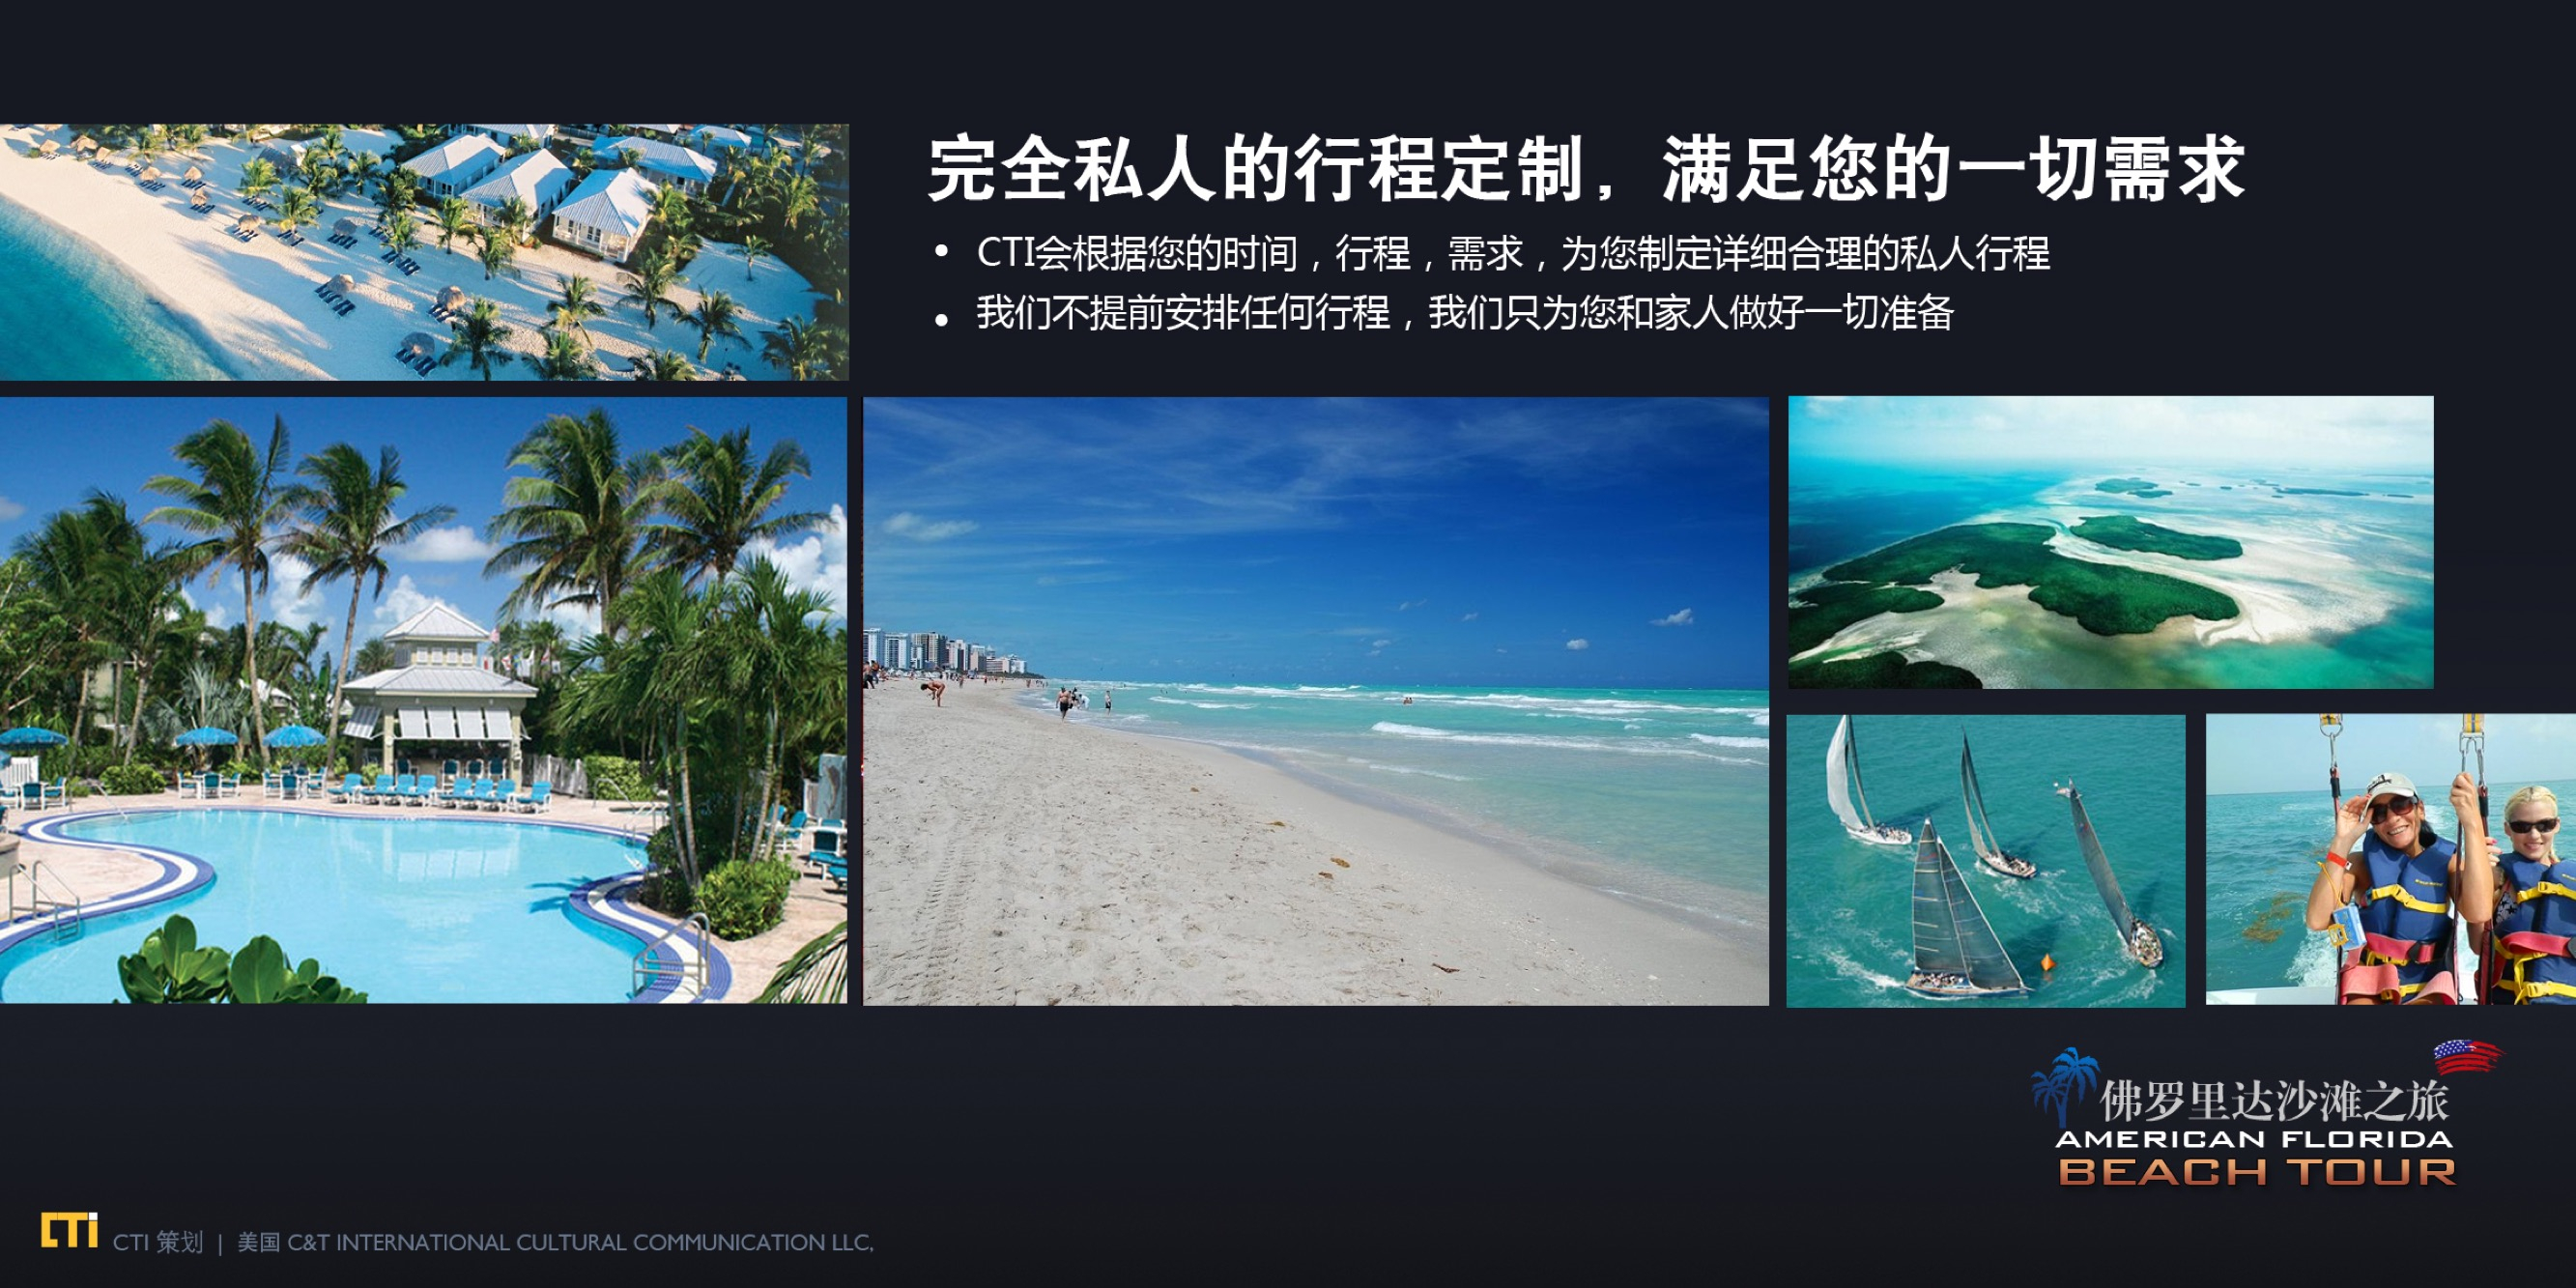 完全私人的行程定制，满足您的一切需求
• CTI会根据您的时间，行程，需求，为您制定详细合理的私人行程
• 我们不提前安排任何行程，我们只为您和家人做好一切准备
佛罗里达沙滩之旅
AMERICAN FLORIDA
BEACH TOUR
CTi CTI 策划 | 美国 C&T INTERNATIONAL CULTURAL COMMUNICATION LLC,